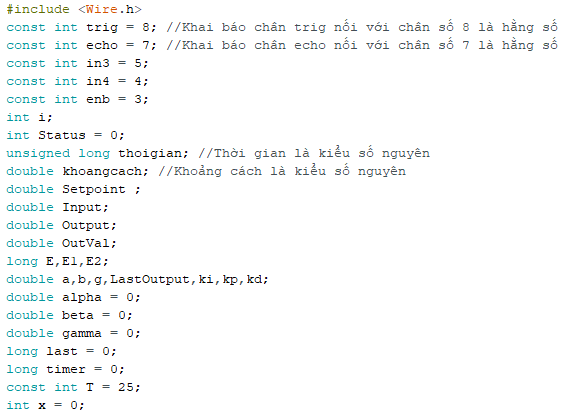 #include <Wire.h>
const int trig = 8; //Khai báo chân trig nối với chân số 8 là hằng số
const int echo = 7; //Khai báo chân echo nối với chân số 7 là hằng số
const int in3 = 5;
const int in4 = 4;
const int enb = 3;
int i;
int Status = 0;
unsigned long thoigian; //Thời gian là kiểu số nguyên
double khoangcach; //Khoảng cách là kiểu số nguyên
double Setpoint ;
double Input;
double Output;
double OutVal;
long E,E1,E2;
double a,b,g,LastOutput,ki,kp,kd;
double alpha = 0;
double beta = 0;
double gamma = 0;
long last = 0;
long timer = 0;
const int T = 25;
int x = 0;